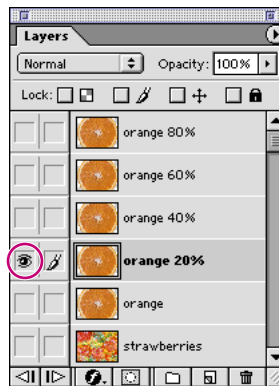 Layers
Normal Opacity: 100%
Lock:
orange 80%
orange 60%
orange 40%
orange 20%
orange
strawberries